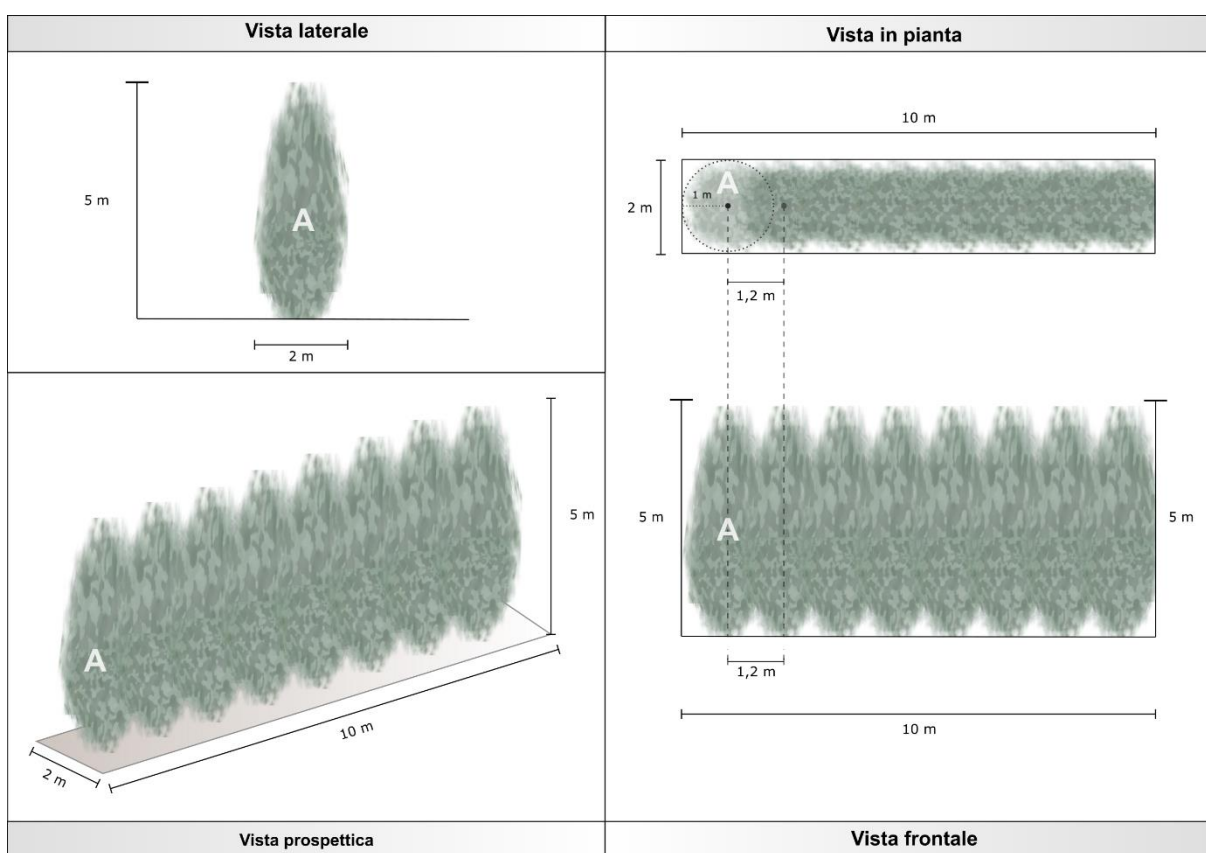 Vista laterale
Vista in pianta
5 m
A
2 m
10 m
2 m
A
1 m
1,2 m
5 m
A
5 m
1,2 m
10 m
5 m
A
2 m
10 m
Vista prospettica
Vista frontale